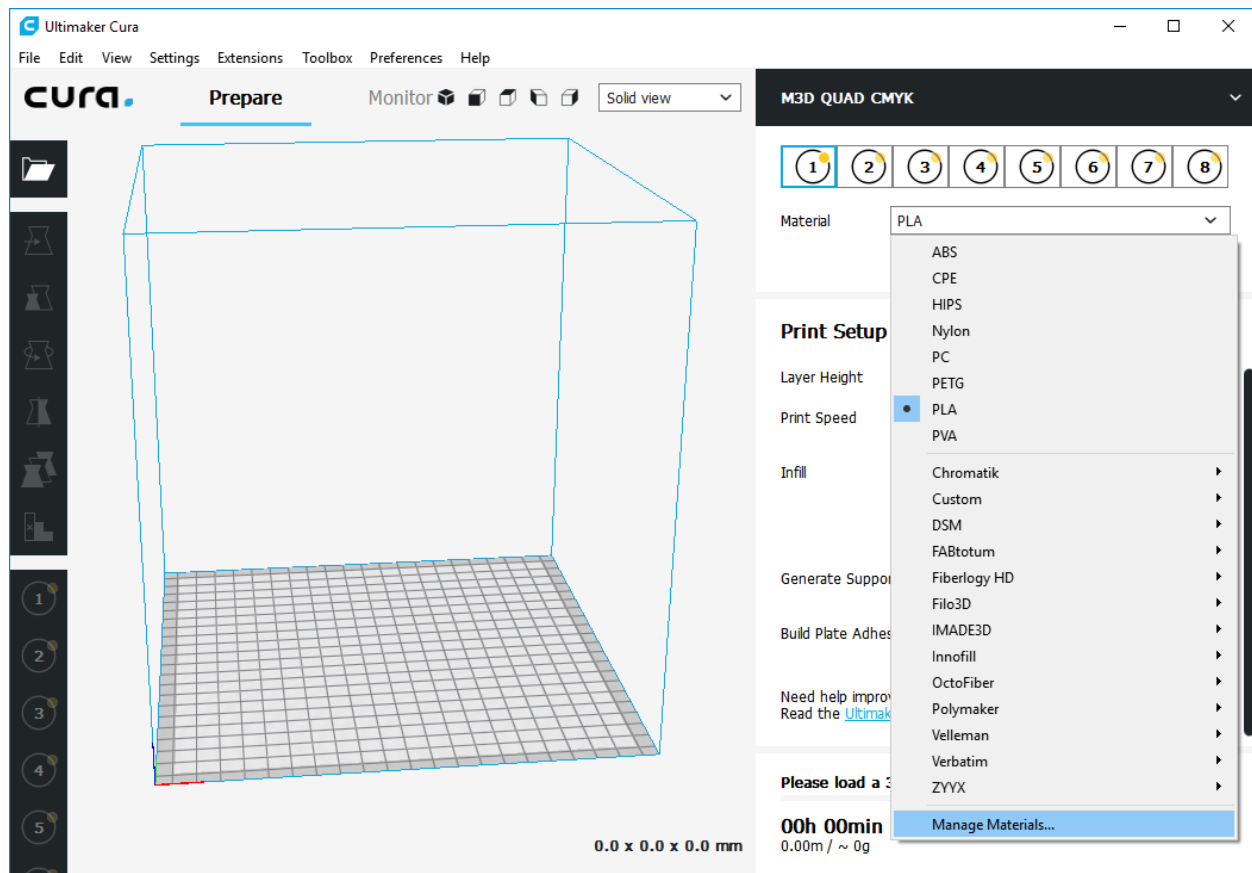 Ultimaker Cura
File Edit View Settings Extensions Toolbox Preferences Help
cura. Prepare Monitor Solid view
M3D QUAD CMYK
1 2 3 4 5 6 7 8
Material PLA
ABS
CPE
HIPS
Nylon
PC
PETG
PLA
PVA
Chromatik
Custom
DSM
FABtotum
Fiberlogy HD
Filo3D
IMADE3D
Innofill
OctoFiber
Polymaker
Velleman
Verbatim
ZYYX
Manage Materials...
Print Setup
Layer Height
Print Speed
Infill
Generate Suppor
Build Plate Adhes
Need help improv
Read the Ultimak
Please load a 3
00h 00min
0.00m / ~ 0g
1
2
3
4
5
0.0 x 0.0 x 0.0 mm